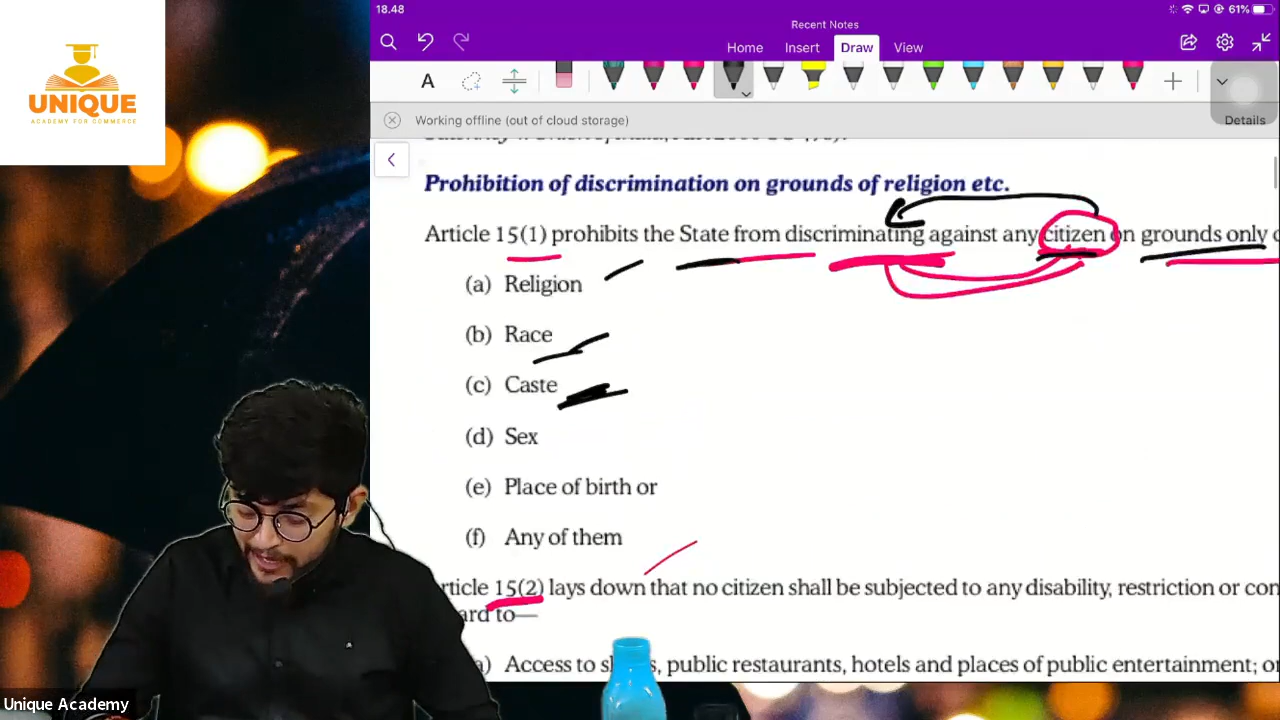 18.48
61%
Recent Notes
Home Insert Draw View
UNIQUE
ACADEMY FOR COMMERCE
A
Working offline (out of cloud storage)
Details
Prohibition of discrimination on grounds of religion etc.
Article 15(1) prohibits the State from discriminating against any citizen on grounds only
(a) Religion
(b) Race
(c) Caste
(d) Sex
(e) Place of birth or
(f) Any of them
15(2) lays down that no citizen shall be subjected to any disability, restriction or
to—
Access to public restaurants, hotels and places of public entertainment;
Unique Academy